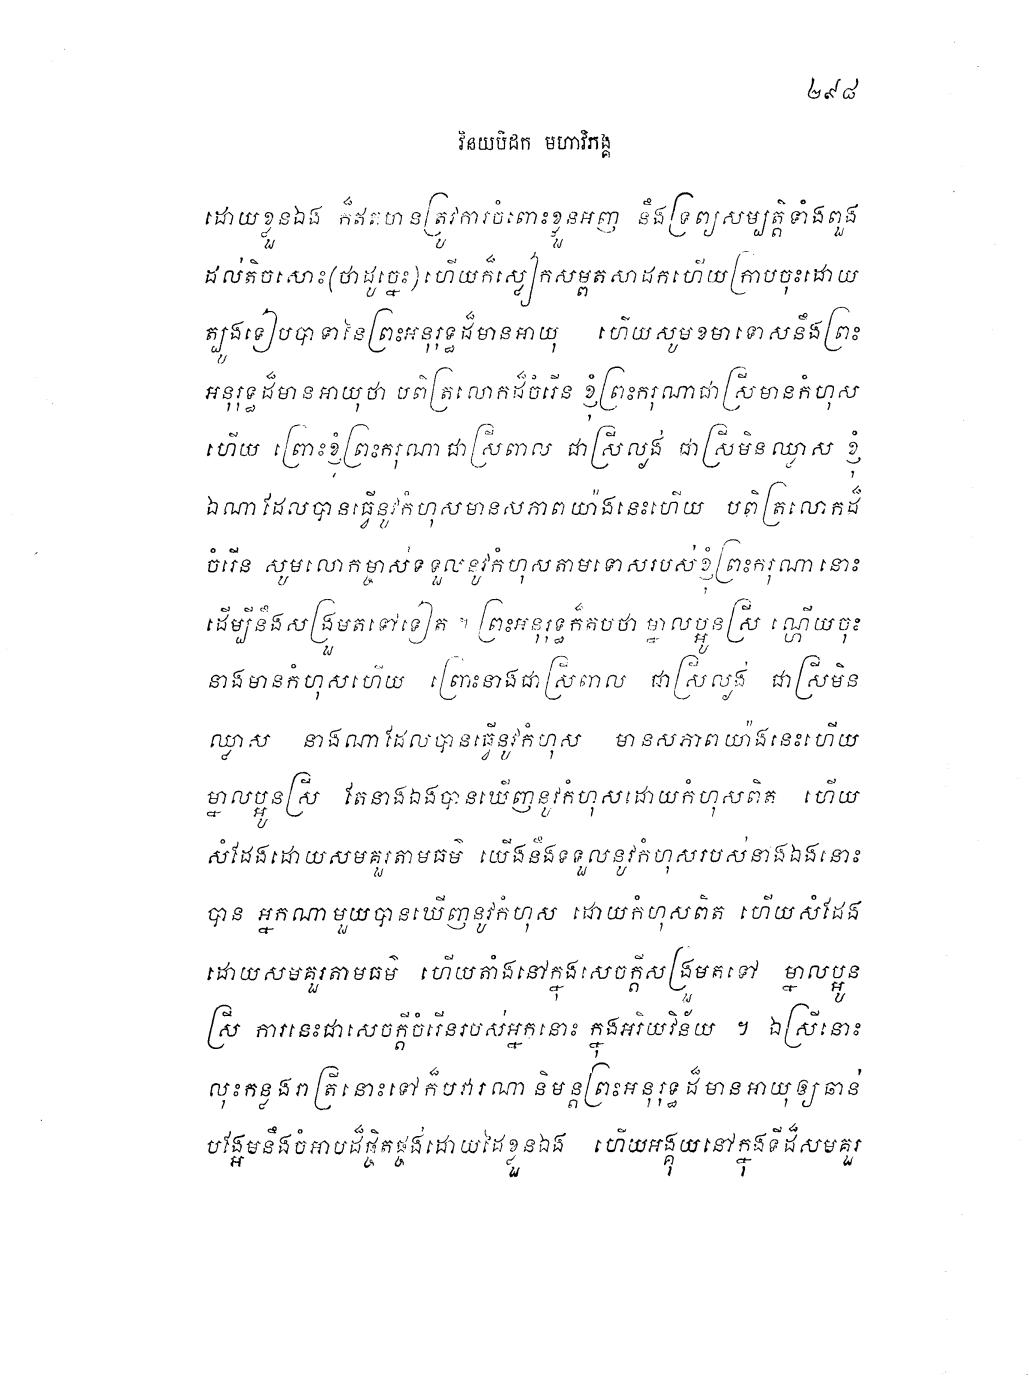 ២៩៨
វិនយបិដក មហាវិភង្គ
ដោយខ្លួនឯង ក៏ឥតមានត្រូវការចំពោះខ្លួនអញ នឹងទ្រព្យសម្បត្តិទាំងពួង
ដល់តិចសោះ(ថាដូច្នេះ)ហើយក៏ស្លៀកសម្ពតសាដកហើយក្រាបចុះដោយ
ត្បូងទៀបបាទានៃព្រះអនុរុទ្ធដ៏មានអាយុ ហើយសូមខមាទោសនឹងព្រះ
អនុរុទ្ធដ៏មានអាយុថា បពិត្រលោកដ៏ចំរើន ខ្ញុំព្រះករុណាជាស្រីមានកំហុស
ហើយ ព្រោះខ្ញុំព្រះករុណាជាស្រីពាល ជាស្រីល្ងង់ ជាស្រីមិនឈ្លាស ខ្ញុំ
ឯណាដែលបានធ្វើនូវកំហុសមានសភាពយ៉ាងនេះហើយ បពិត្រលោកដ៏
ចំរើន សូមលោកម្ចាស់ទទួលនូវកំហុសតាមទោសរបស់ខ្ញុំព្រះករុណានោះ
ដើម្បីនឹងសង្រួមតទៅទៀត ។ ព្រះអនុរុទ្ធក៏តបថា ម្នាលប្អូនស្រី ណ្ហើយចុះ
នាងមានកំហុសហើយ ព្រោះនាងជាស្រីពាល ជាស្រីល្ងង់ ជាស្រីមិន
ឈ្លាស នាងណាដែលបានធ្វើនូវកំហុស មានសភាពយ៉ាងនេះហើយ
ម្នាលប្អូនស្រី តែនាងឯងបានឃើញនូវកំហុសដោយកំហុសពិត ហើយ
សំដែងដោយសមគួរតាមធម៌ យើងនឹងទទួលនូវកំហុសរបស់នាងឯងនោះ
បាន អ្នកណាមួយបានឃើញនូវកំហុស ដោយកំហុសពិត ហើយសំដែង
ដោយសមគួរតាមធម៌ ហើយតាំងនៅក្នុងសេចក្តីសង្រួមតទៅ ម្នាលប្អូន
ស្រី ការនេះជាសេចក្តីចំរើនរបស់អ្នកនោះ ក្នុងអរិយវិន័យ ។ ឯស្រីនោះ
លុះកន្លងរាត្រីនោះទៅក៏បវារណា និមន្តព្រះអនុរុទ្ធដ៏មានអាយុឲ្យឆាន់
បង្អែមនឹងចំអាបដ៏ផ្ចិតផ្ចង់ដោយដៃខ្លួនឯង ហើយអង្គុយនៅក្នុងទីដ៏សមគួរ